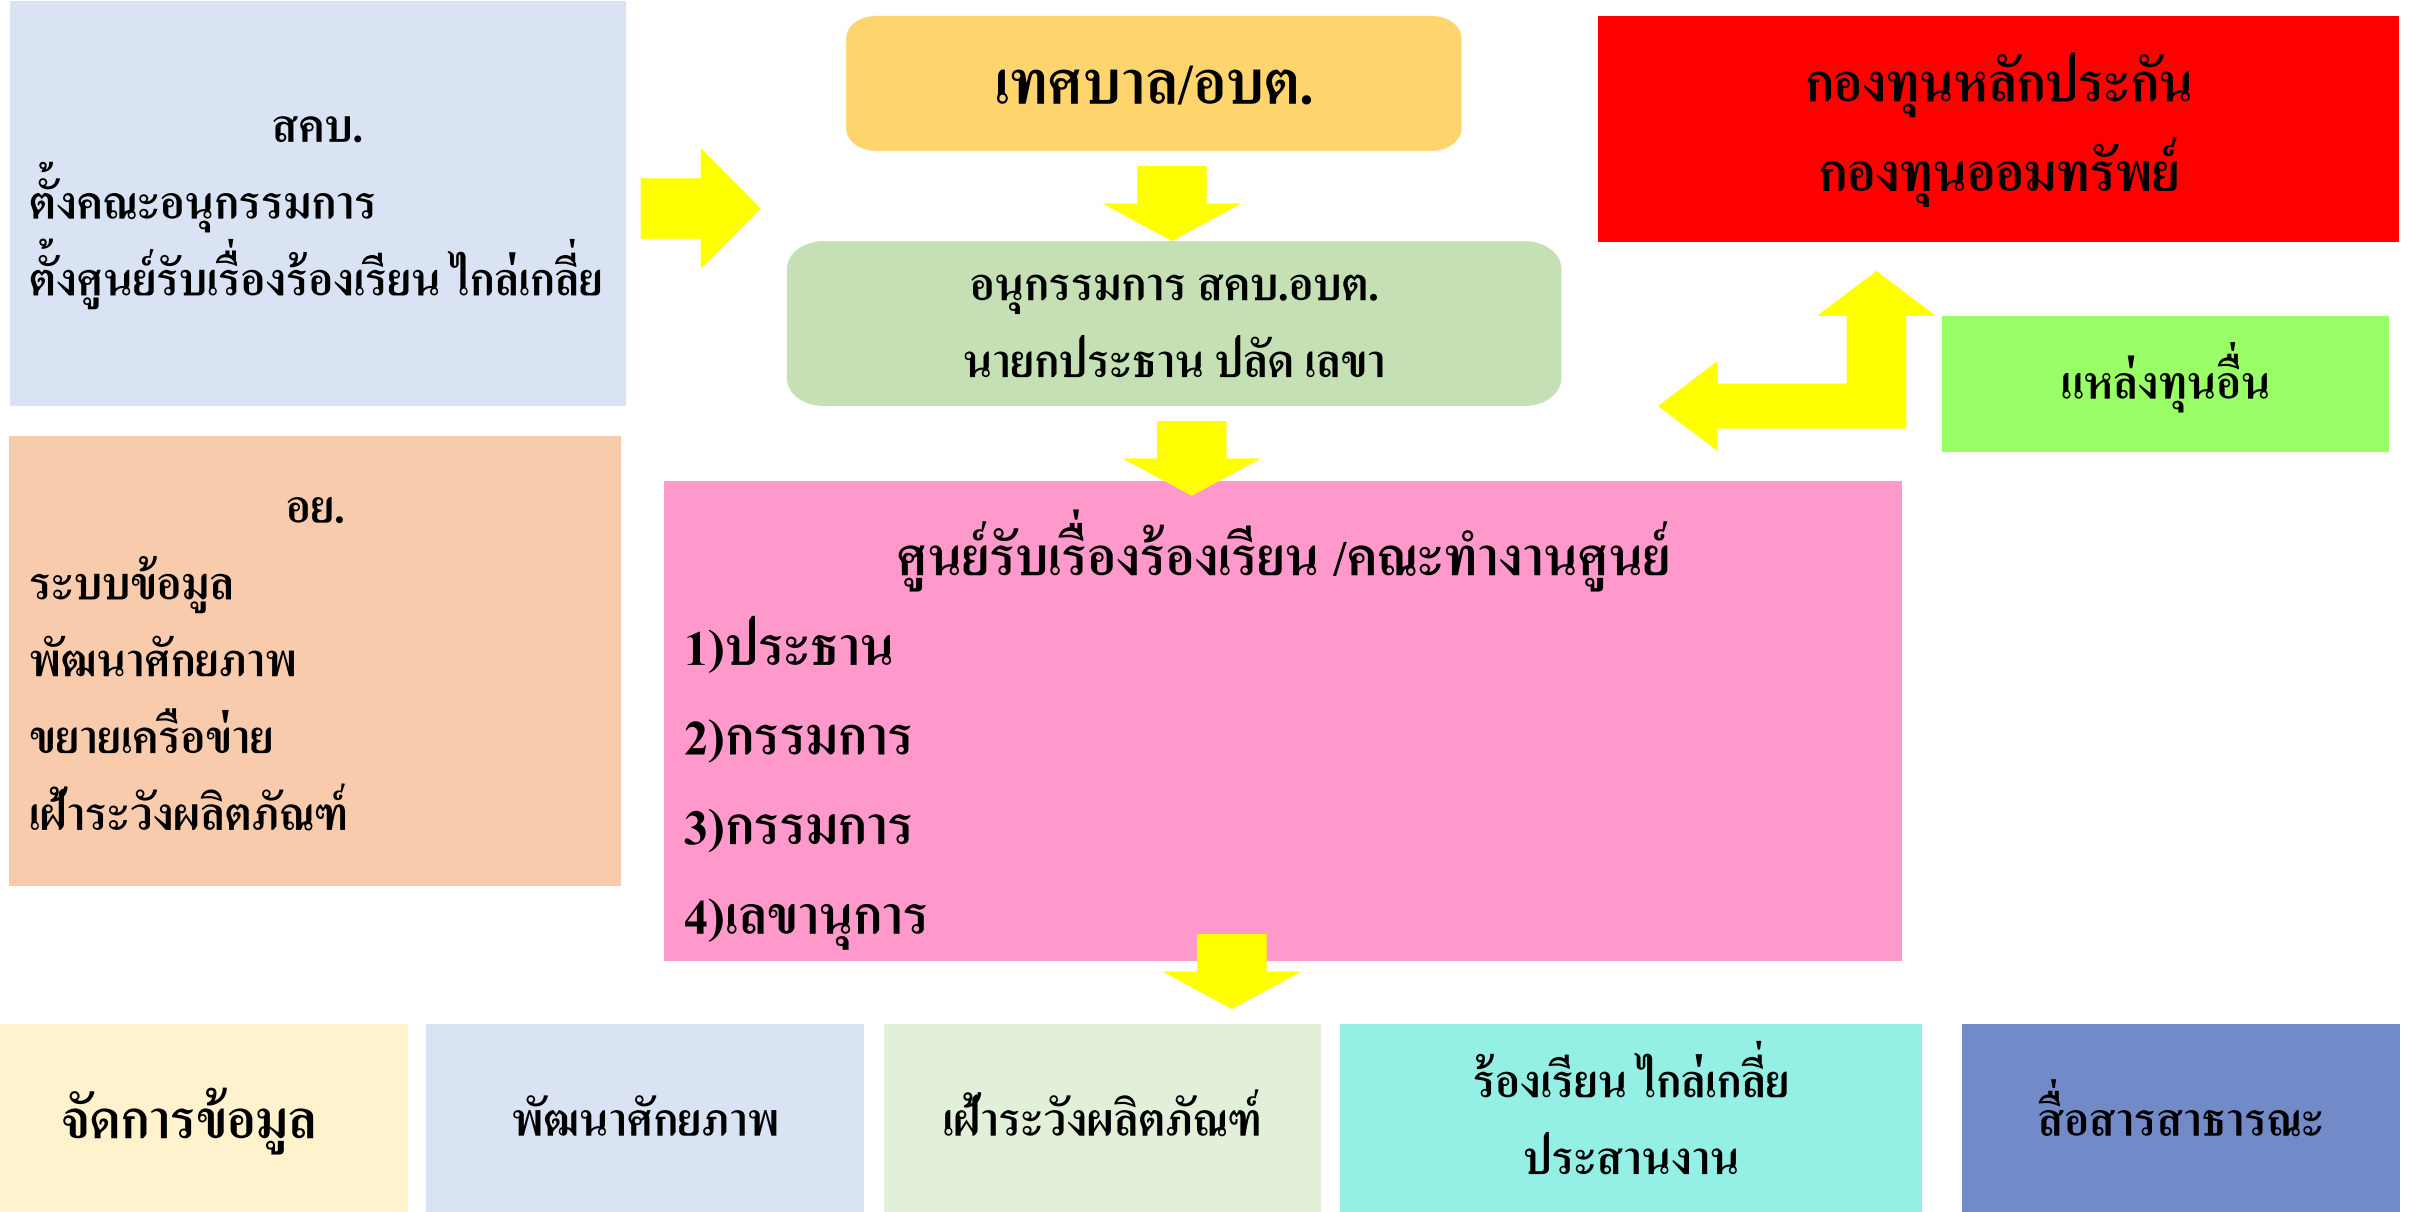 สคบ.
ตั้งคณะอนุกรรมการ
ตั้งศูนย์รับเรื่องร้องเรียน ไกล่เกลี่ย
เทศบาล/อบต.
กองทุนหลักประกัน
กองทุนออมทรัพย์
อนุกรรมการ สคบ.อบต.
นายกประธาน ปลัด เลขา
แหล่งทุนอื่น
อย.
ระบบข้อมูล
พัฒนาศักยภาพ
ขยายเครือข่าย
เฝ้าระวังผลิตภัณฑ์
ศูนย์รับเรื่องร้องเรียน /คณะทำงานศูนย์
1)ประธาน
2)กรรมการ
3)กรรมการ
4)เลขานุการ
จัดการข้อมูล
พัฒนาศักยภาพ
เฝ้าระวังผลิตภัณฑ์
ร้องเรียน ไกล่เกลี่ย
ประสานงาน
สื่อสารสาธารณะ